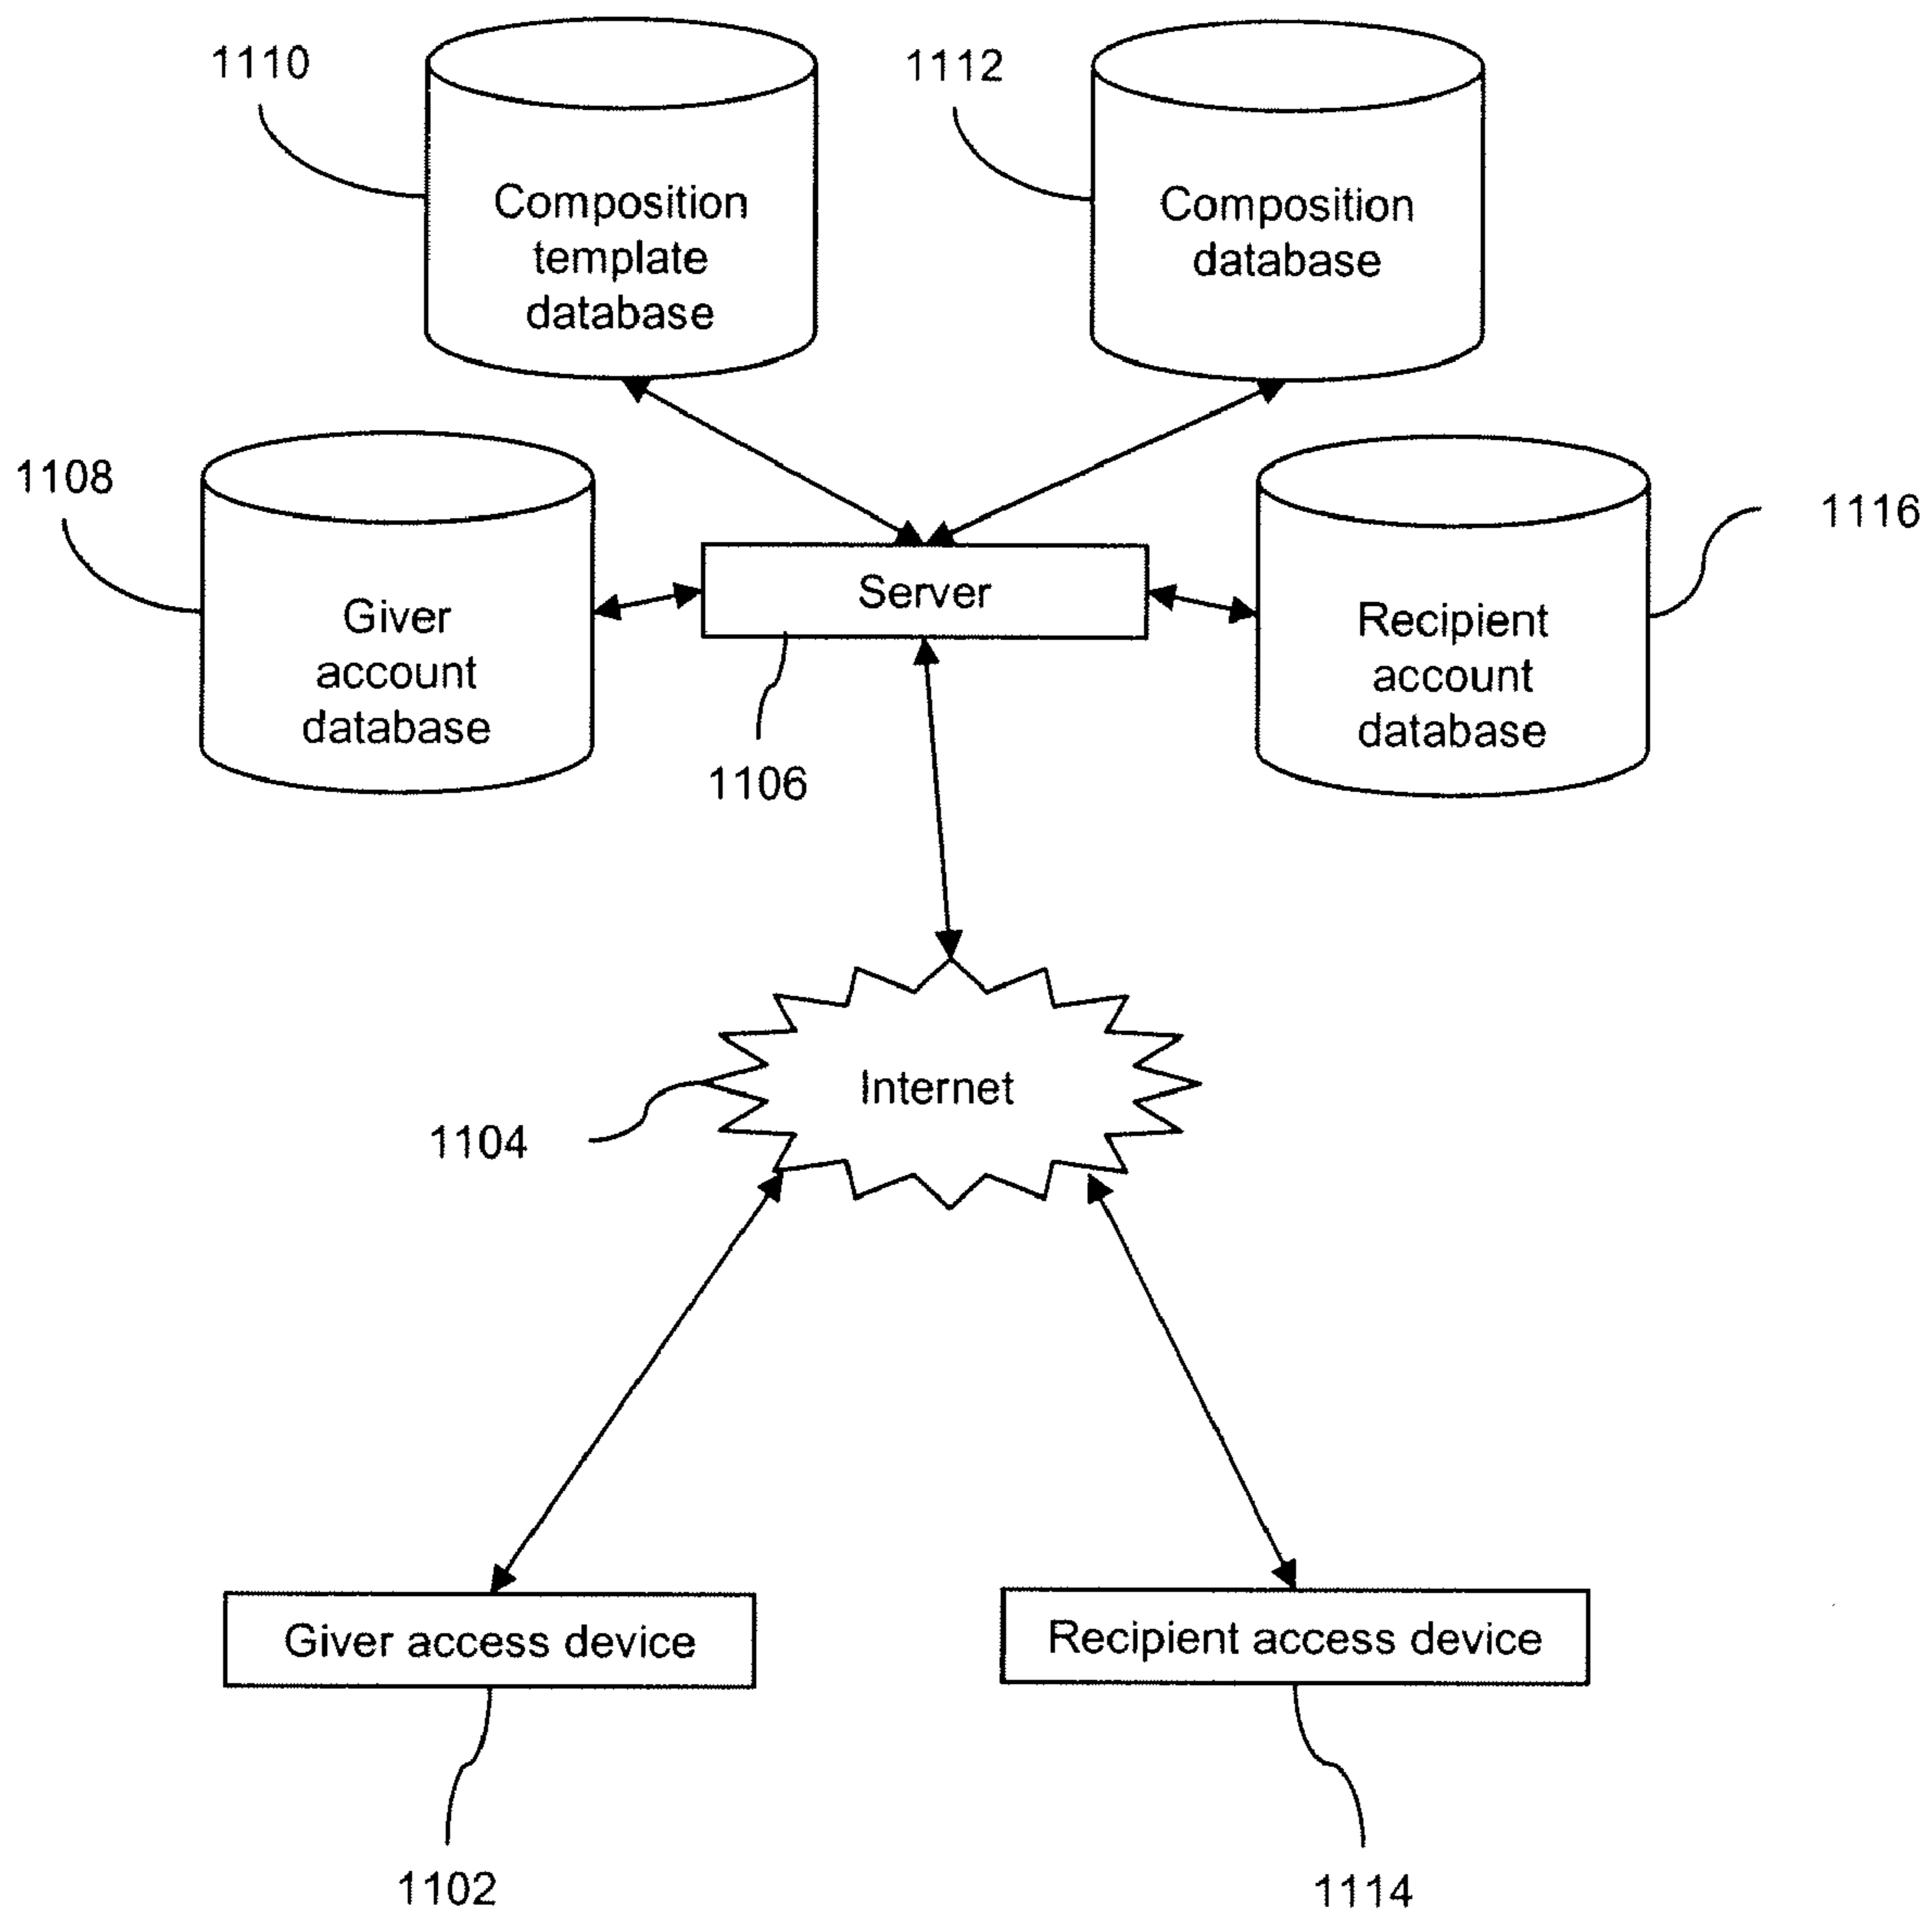 1110
1112
Composition
template
database
Composition
database
1108
1116
Server
Giver
account
database
Recipient
account
database
1106
Internet
1104
Giver access device
Recipient access device
1102
1114